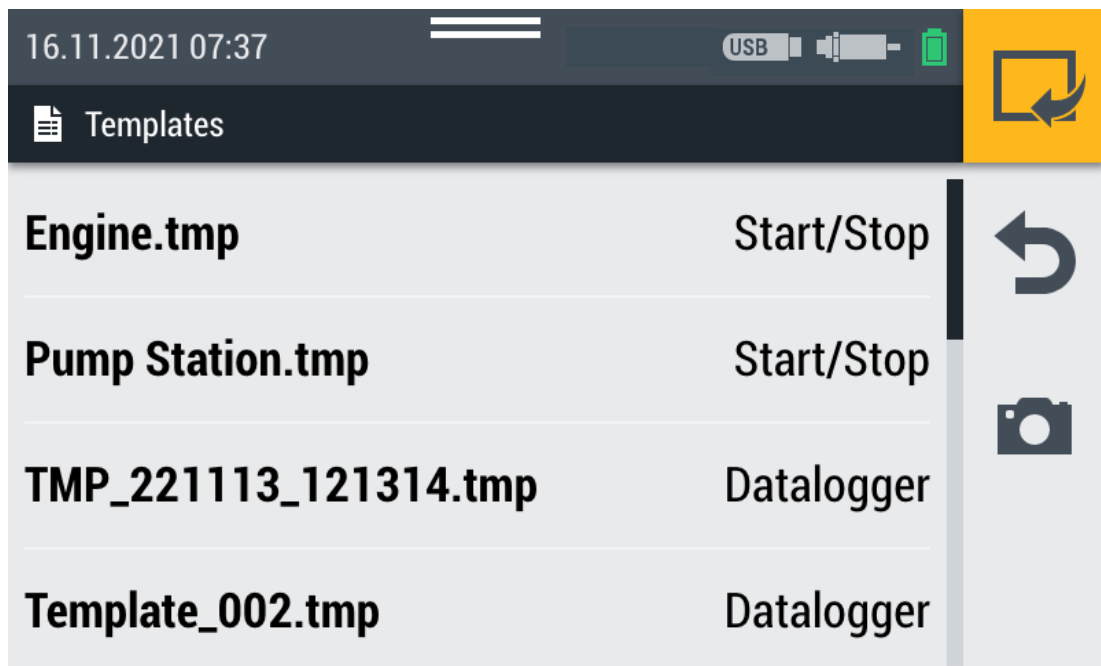 16.11.2021 07:37 USB
Templates
Engine.tmp Start/Stop
Pump Station.tmp Start/Stop
TMP_221113_121314.tmp Datalogger
Template_002.tmp Datalogger